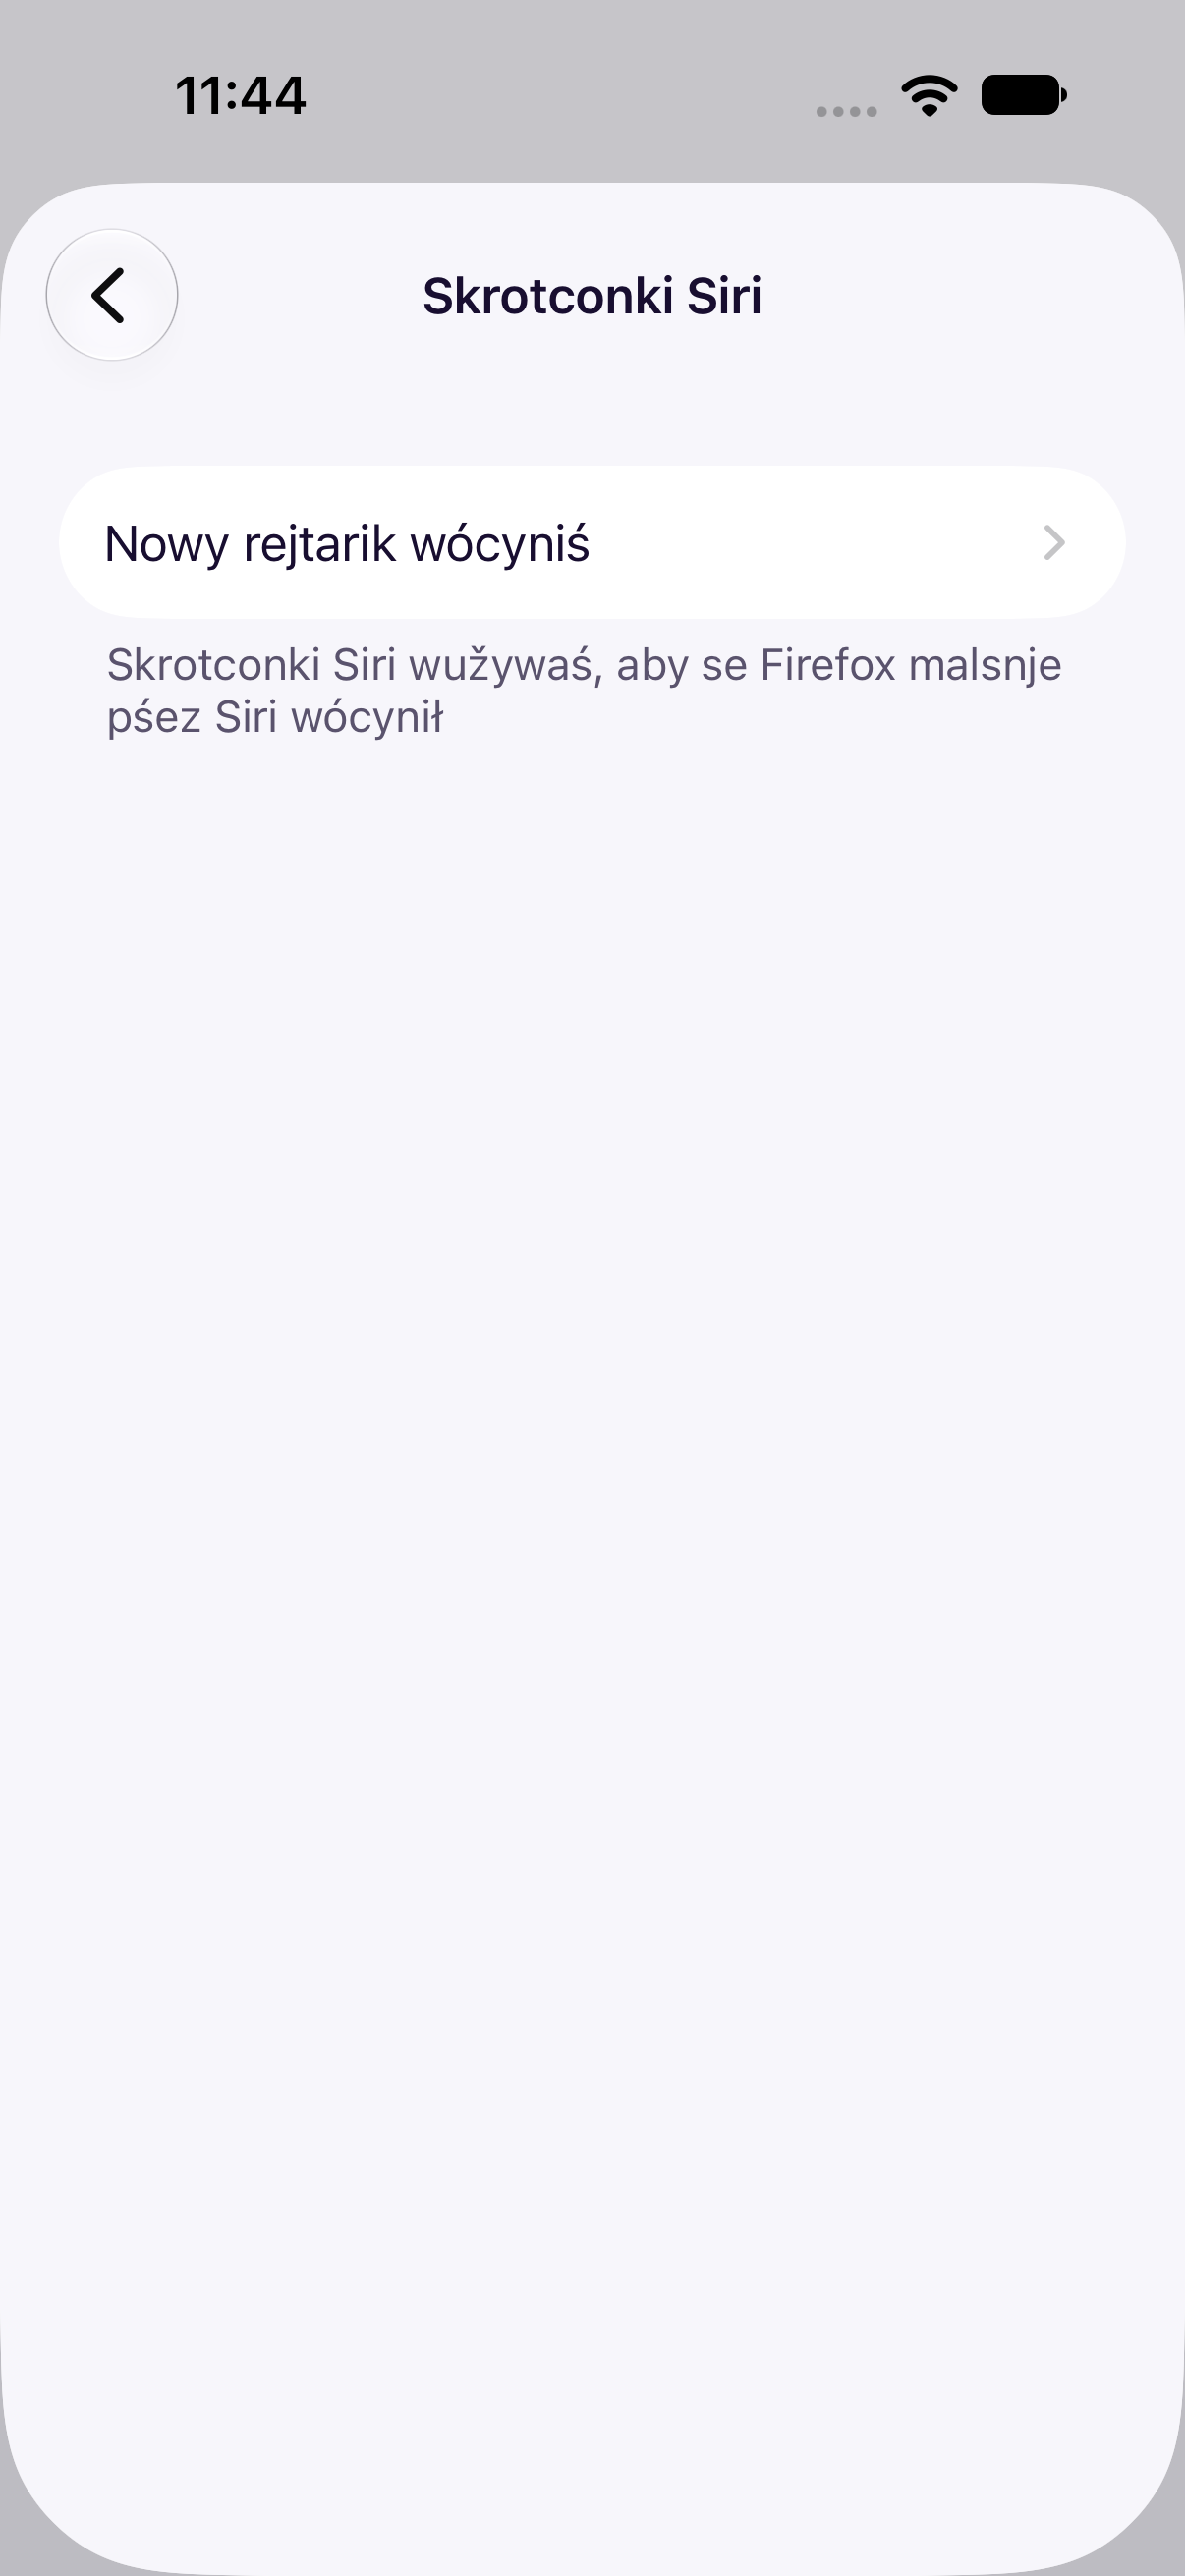 11:44
Skrotconki Siri
Nowy rejtarik wócyniś
Skrotconki Siri wužywaś, aby se Firefox malsnje
pśez Siri wócynił